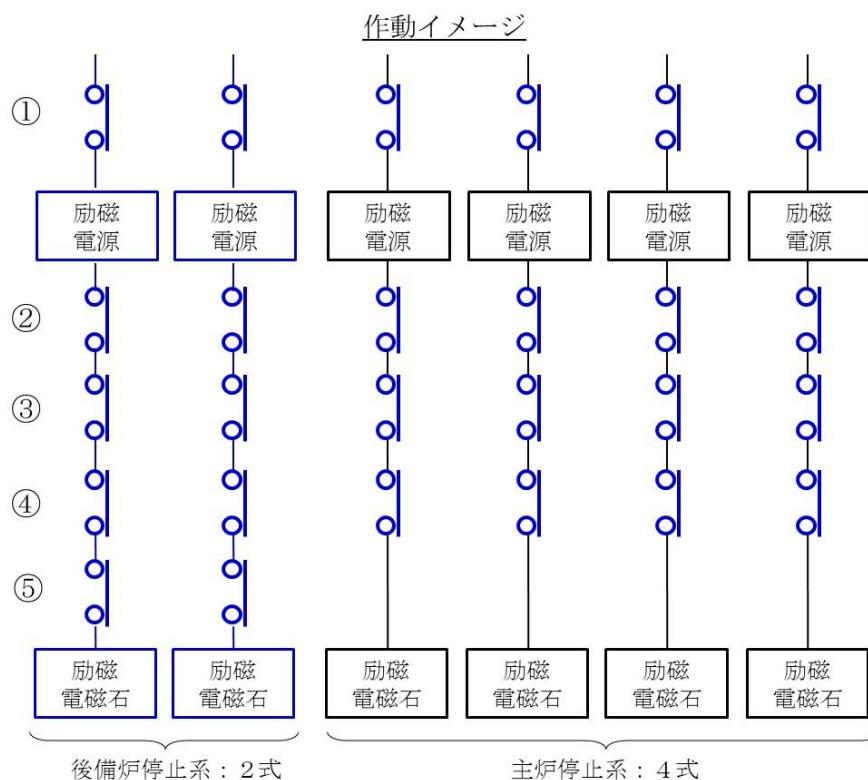 作動イメージ
①
励磁
電源
励磁
電源
励磁
電源
励磁
電源
励磁
電源
励磁
電源
②
③
④
⑤
励磁
電磁石
励磁
電磁石
励磁
電磁石
励磁
電磁石
励磁
電磁石
励磁
電磁石
後備炉停止系:2式
主炉停止系:4式